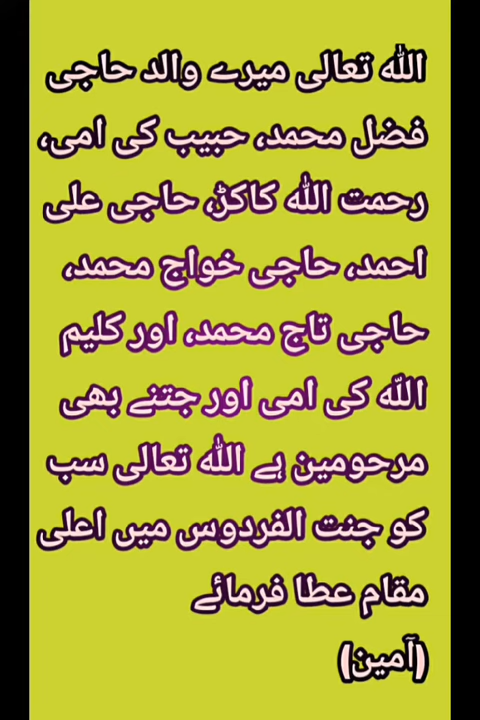 اللہ تعالی میرے والد حاجی
فضل محمد، حبیب کی امی،
رحمت اللہ کاکڑ، حاجی علی
احمد، حاجی خواج محمد،
حاجی تاج محمد، اور کلیم
اللہ کی امی اور جتنے بھی
مرحومین ہے اللہ تعالی سب
کو جنت الفردوس میں اعلی
مقام عطا فرمائے
(آمین)